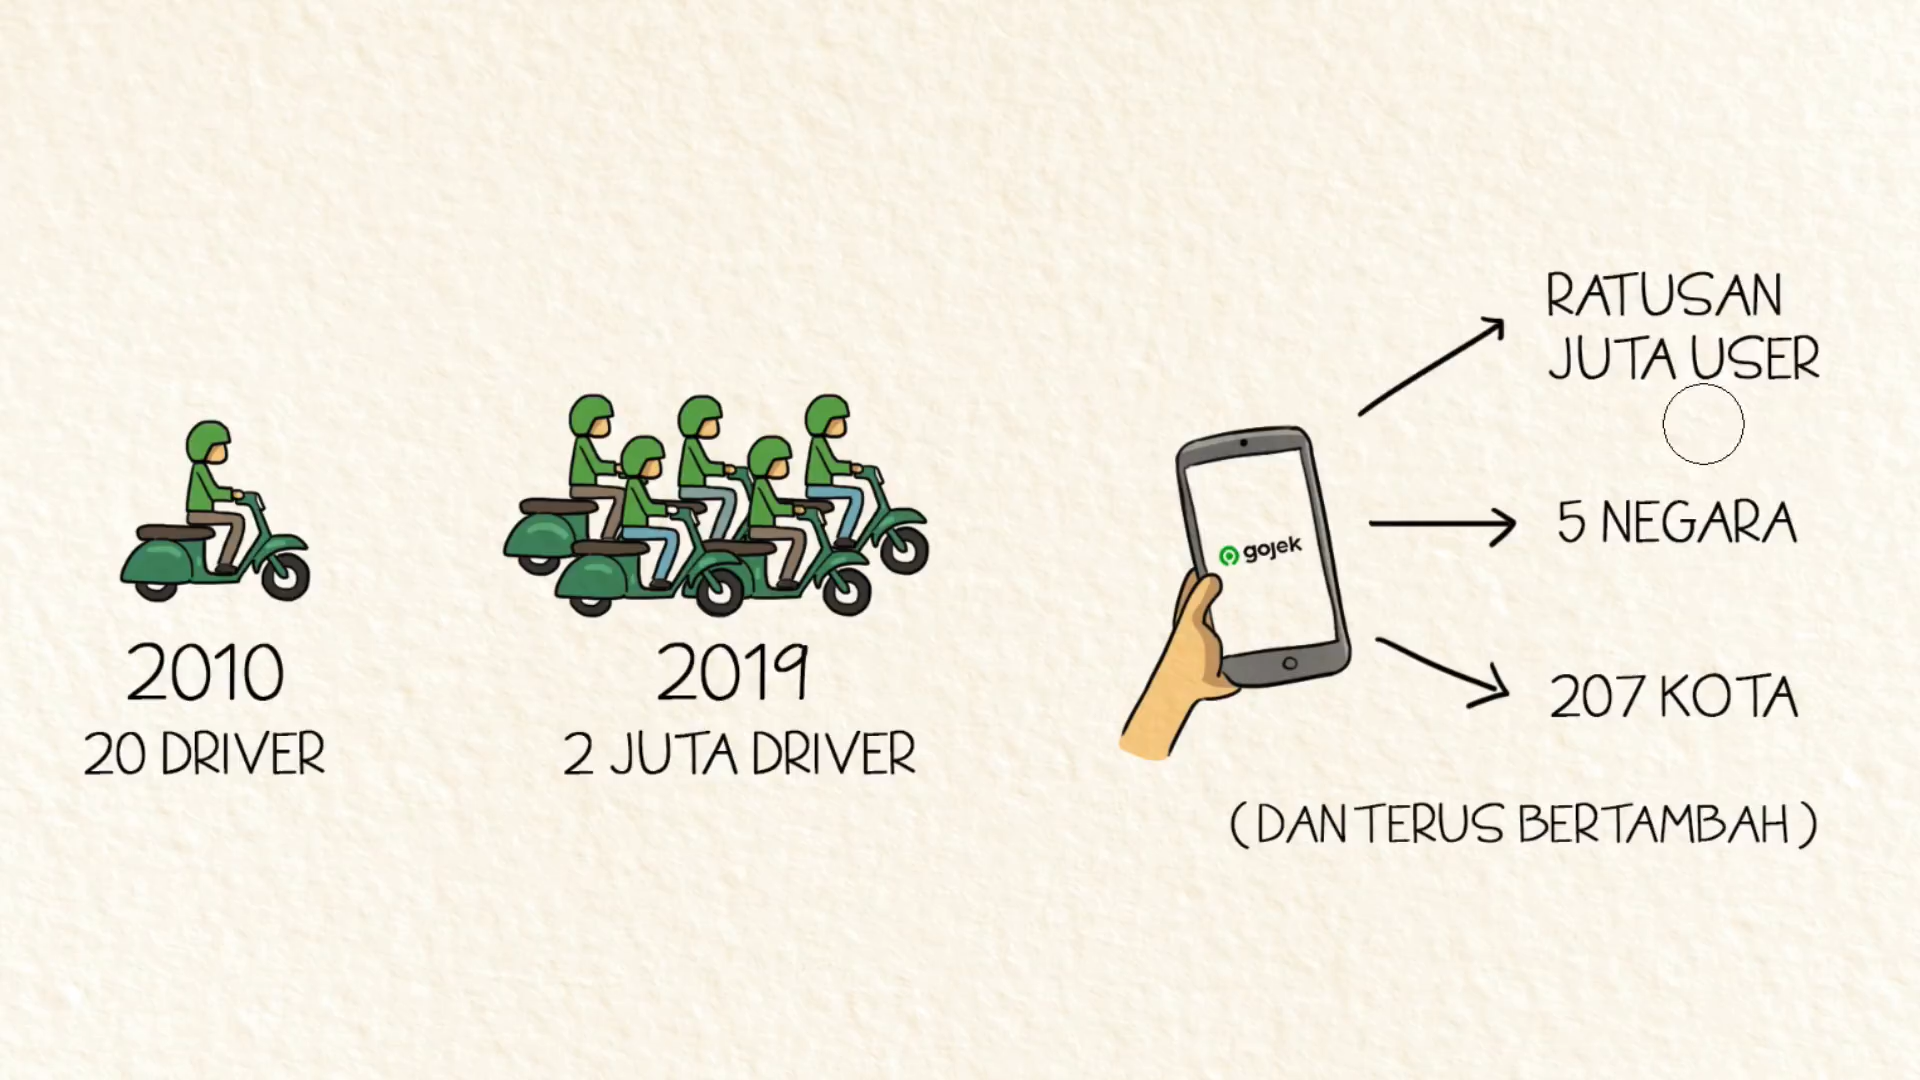 2010
20 DRIVER
2019
2 JUTA DRIVER
gojek
RATUSAN
JUTA USER
5 NEGARA
207 KOTA
(DAN TERUS BERTAMBAH)